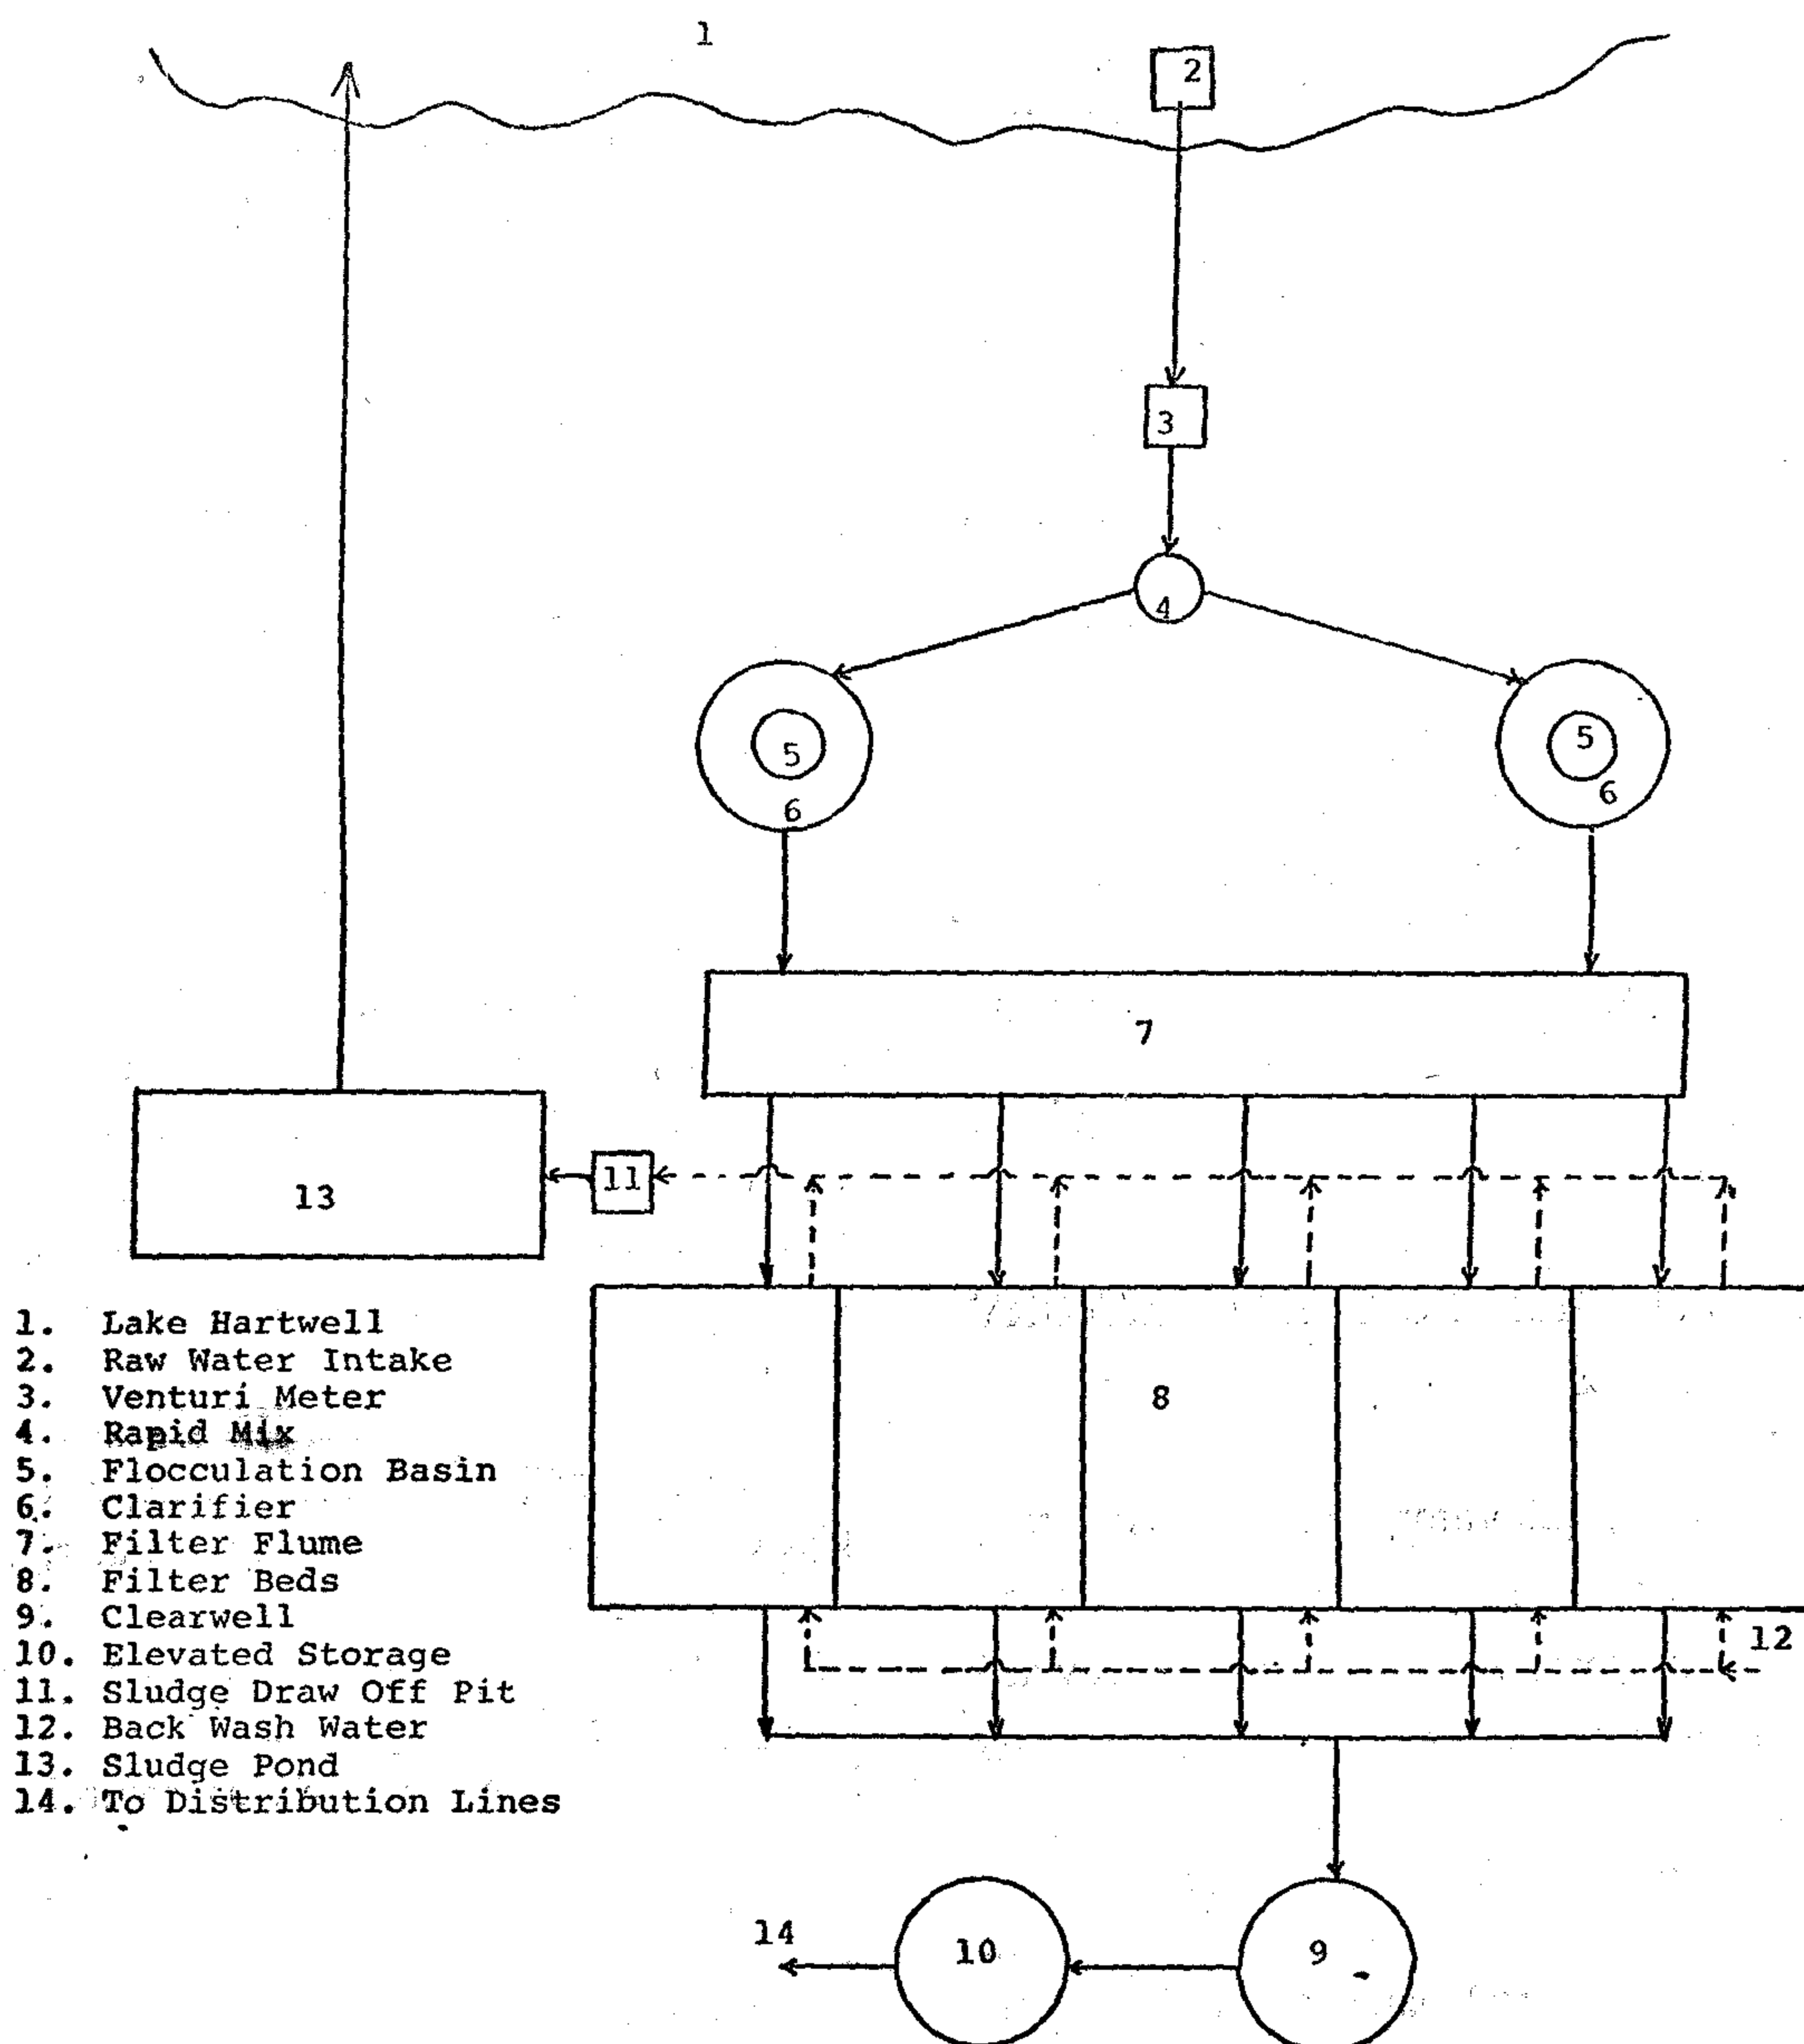 1
2
3
4
5
5
6
6
7
11
13
8
12
1. Lake Hartwell
2. Raw Water Intake
3. Venturi Meter
4. Rapid Mix
5. Flocculation Basin
6. Clarifier
7. Filter Flume
8. Filter Beds
9. Clearwell
10. Elevated Storage
11. Sludge Draw Off Pit
12. Back Wash Water
13. Sludge Pond
14. To Distribution Lines
14
10
9